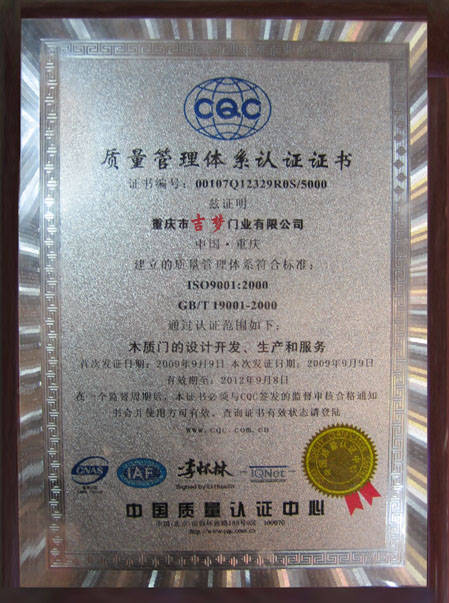 CQC
质量管理体系认证证书
证书编号：00107Q12329R0S/5000
兹证明
重庆市吉梦门业有限公司
中国·重庆
建立的质量管理体系符合标准：
ISO9001:2000
GB/T 19001-2000
通过认证范围如下：
木质门的设计开发、生产和服务
首次发证日期：2009年9月9日 本次发证日期：2009年9月9日
有效期至：2012年9月8日
在一个监督周期后，本证书必须与CQC签发的监督审核合格通知
书合并使用方可有效。查询证书有效状态请登陆
www.cqc.com.cn
CNAS IAF 李怀林 IQNet
中国质量认证中心
http://www.cqc.com.cn